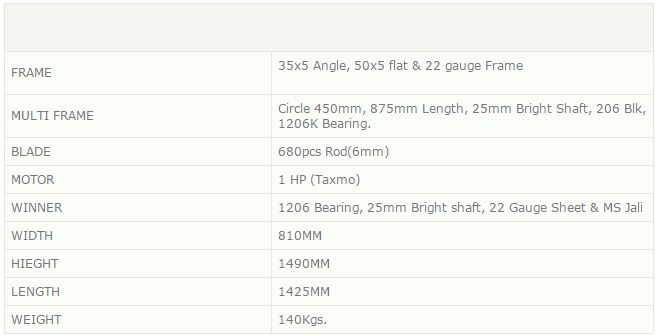 FRAME
35x5 Angle, 50x5 flat & 22 gauge Frame
MULTI FRAME
Circle 450mm, 875mm Length, 25mm Bright Shaft, 206 Blk,
1206K Bearing.
BLADE
680pcs Rod(6mm)
MOTOR
1 HP (Taxmo)
WINNER
1206 Bearing, 25mm Bright shaft, 22 Gauge Sheet & MS Jali
WIDTH
810MM
HIEGHT
1490MM
LENGTH
1425MM
WEIGHT
140Kgs.